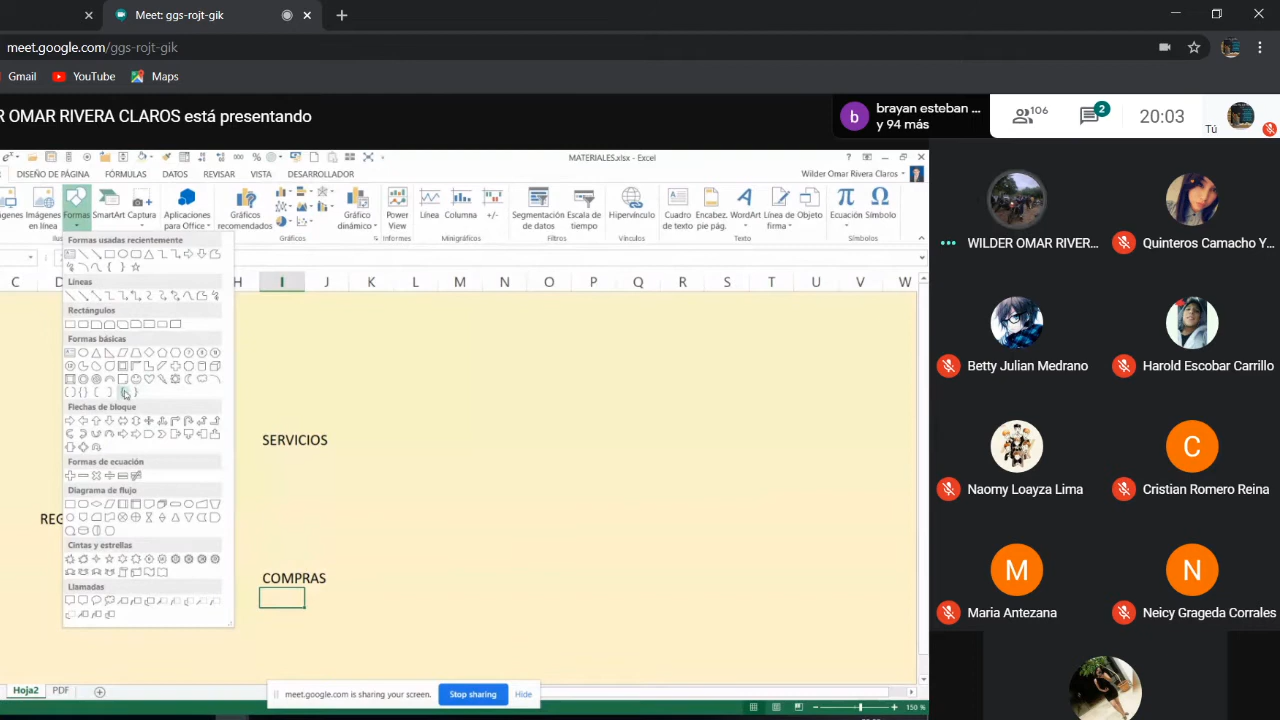 Meet: ggs-rojt-gik
meet.google.com/ggs-rojt-gik
Gmail
YouTube
Maps
R OMAR RIVERA CLAROS está presentando
b
brayan esteban ...
y 94 más
106
2
20:03
Tú
MATERIALES.xlsx - Excel
DISEÑO DE PÁGINA
FÓRMULAS
DATOS
REVISAR
VISTA
DESARROLLADOR
Wilder Omar Rivera Claros
ágenes
Imágenes en línea
Formas
SmartArt
Captura
Aplicaciones para Office
Gráficos recomendados
Gráfico dinámico
Power View
Línea
Columna
+/-
Segmentación de datos
Escala de tiempo
Hipervínculo
Cuadro de texto
Encabez. pie pág.
WordArt
Línea de firma
Objeto
Ecuación
Símbolo
Gráficos
Informes
Minigráficos
Filtros
Vínculos
Texto
Símbolos
Formas usadas recientemente
Líneas
Rectángulos
Formas básicas
Flechas de bloque
Formas de ecuación
Diagrama de flujo
Cintas y estrellas
Llamadas
C D H I J K L M N O P Q R S T U V W
SERVICIOS
REG
COMPRAS
Hoja2
PDF
meet.google.com is sharing your screen.
Stop sharing
Hide
150 %
WILDER OMAR RIVER...
Quinteros Camacho Y...
Betty Julian Medrano
Harold Escobar Carrillo
Naomy Loayza Lima
C
Cristian Romero Reina
M
Maria Antezana
N
Neicy Grageda Corrales